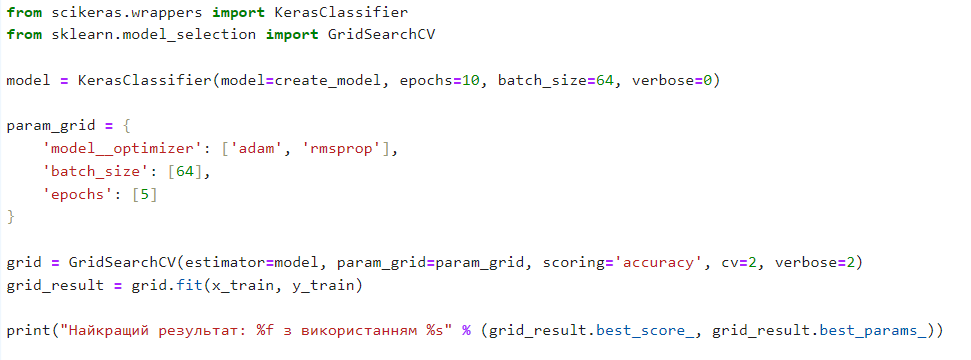 from scikeras.wrappers import KerasClassifier
from sklearn.model_selection import GridSearchCV
model = KerasClassifier(model=create_model, epochs=10, batch_size=64, verbose=0)
param_grid = {
    'model__optimizer': ['adam', 'rmsprop'],
    'batch_size': [64],
    'epochs': [5]
}
grid = GridSearchCV(estimator=model, param_grid=param_grid, scoring='accuracy', cv=2, verbose=2)
grid_result = grid.fit(x_train, y_train)
print("Найкращий результат: %f з використанням %s" % (grid_result.best_score_, grid_result.best_params_))